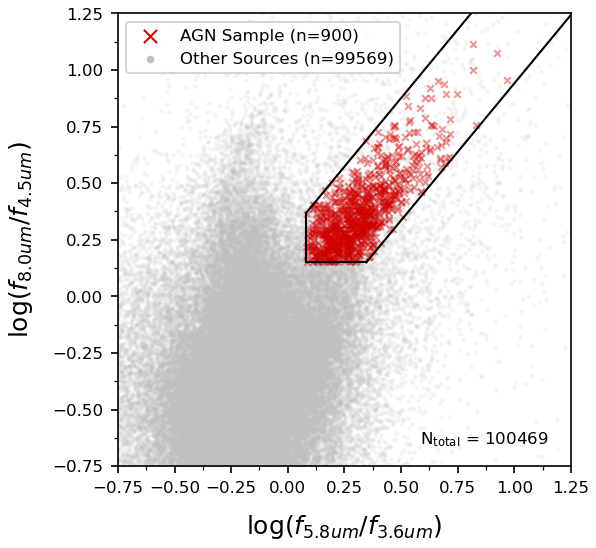 AGN Sample (n=900)
Other Sources (n=99569)
1.25
1.00
0.75
0.50
0.25
0.00
−0.25
−0.50
−0.75
log(f8.0um/f4.5um)
Ntotal = 100469
−0.75 −0.50 −0.25 0.00 0.25 0.50 0.75 1.00 1.25
log(f5.8um/f3.6um)